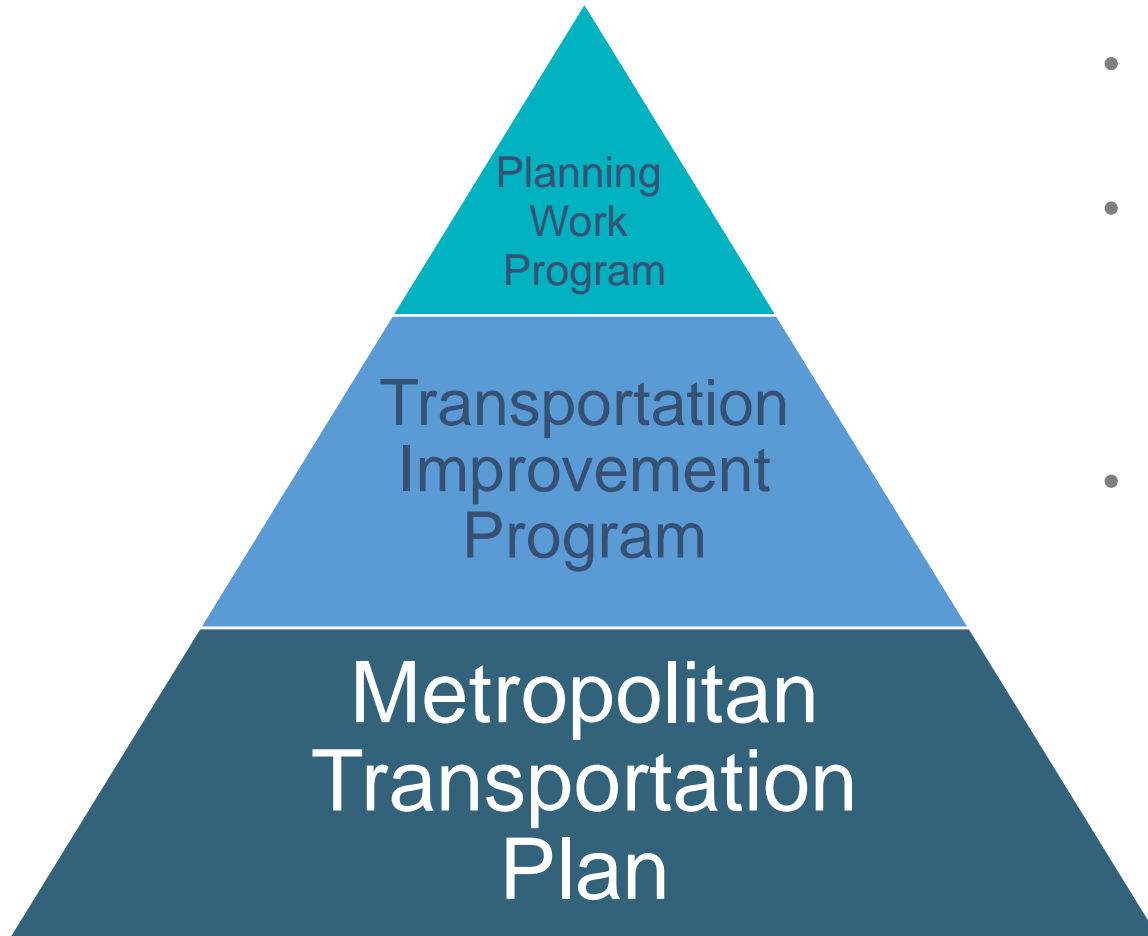 Planning
Work
Program
Transportation
Improvement
Program
Metropolitan
Transportation
Plan